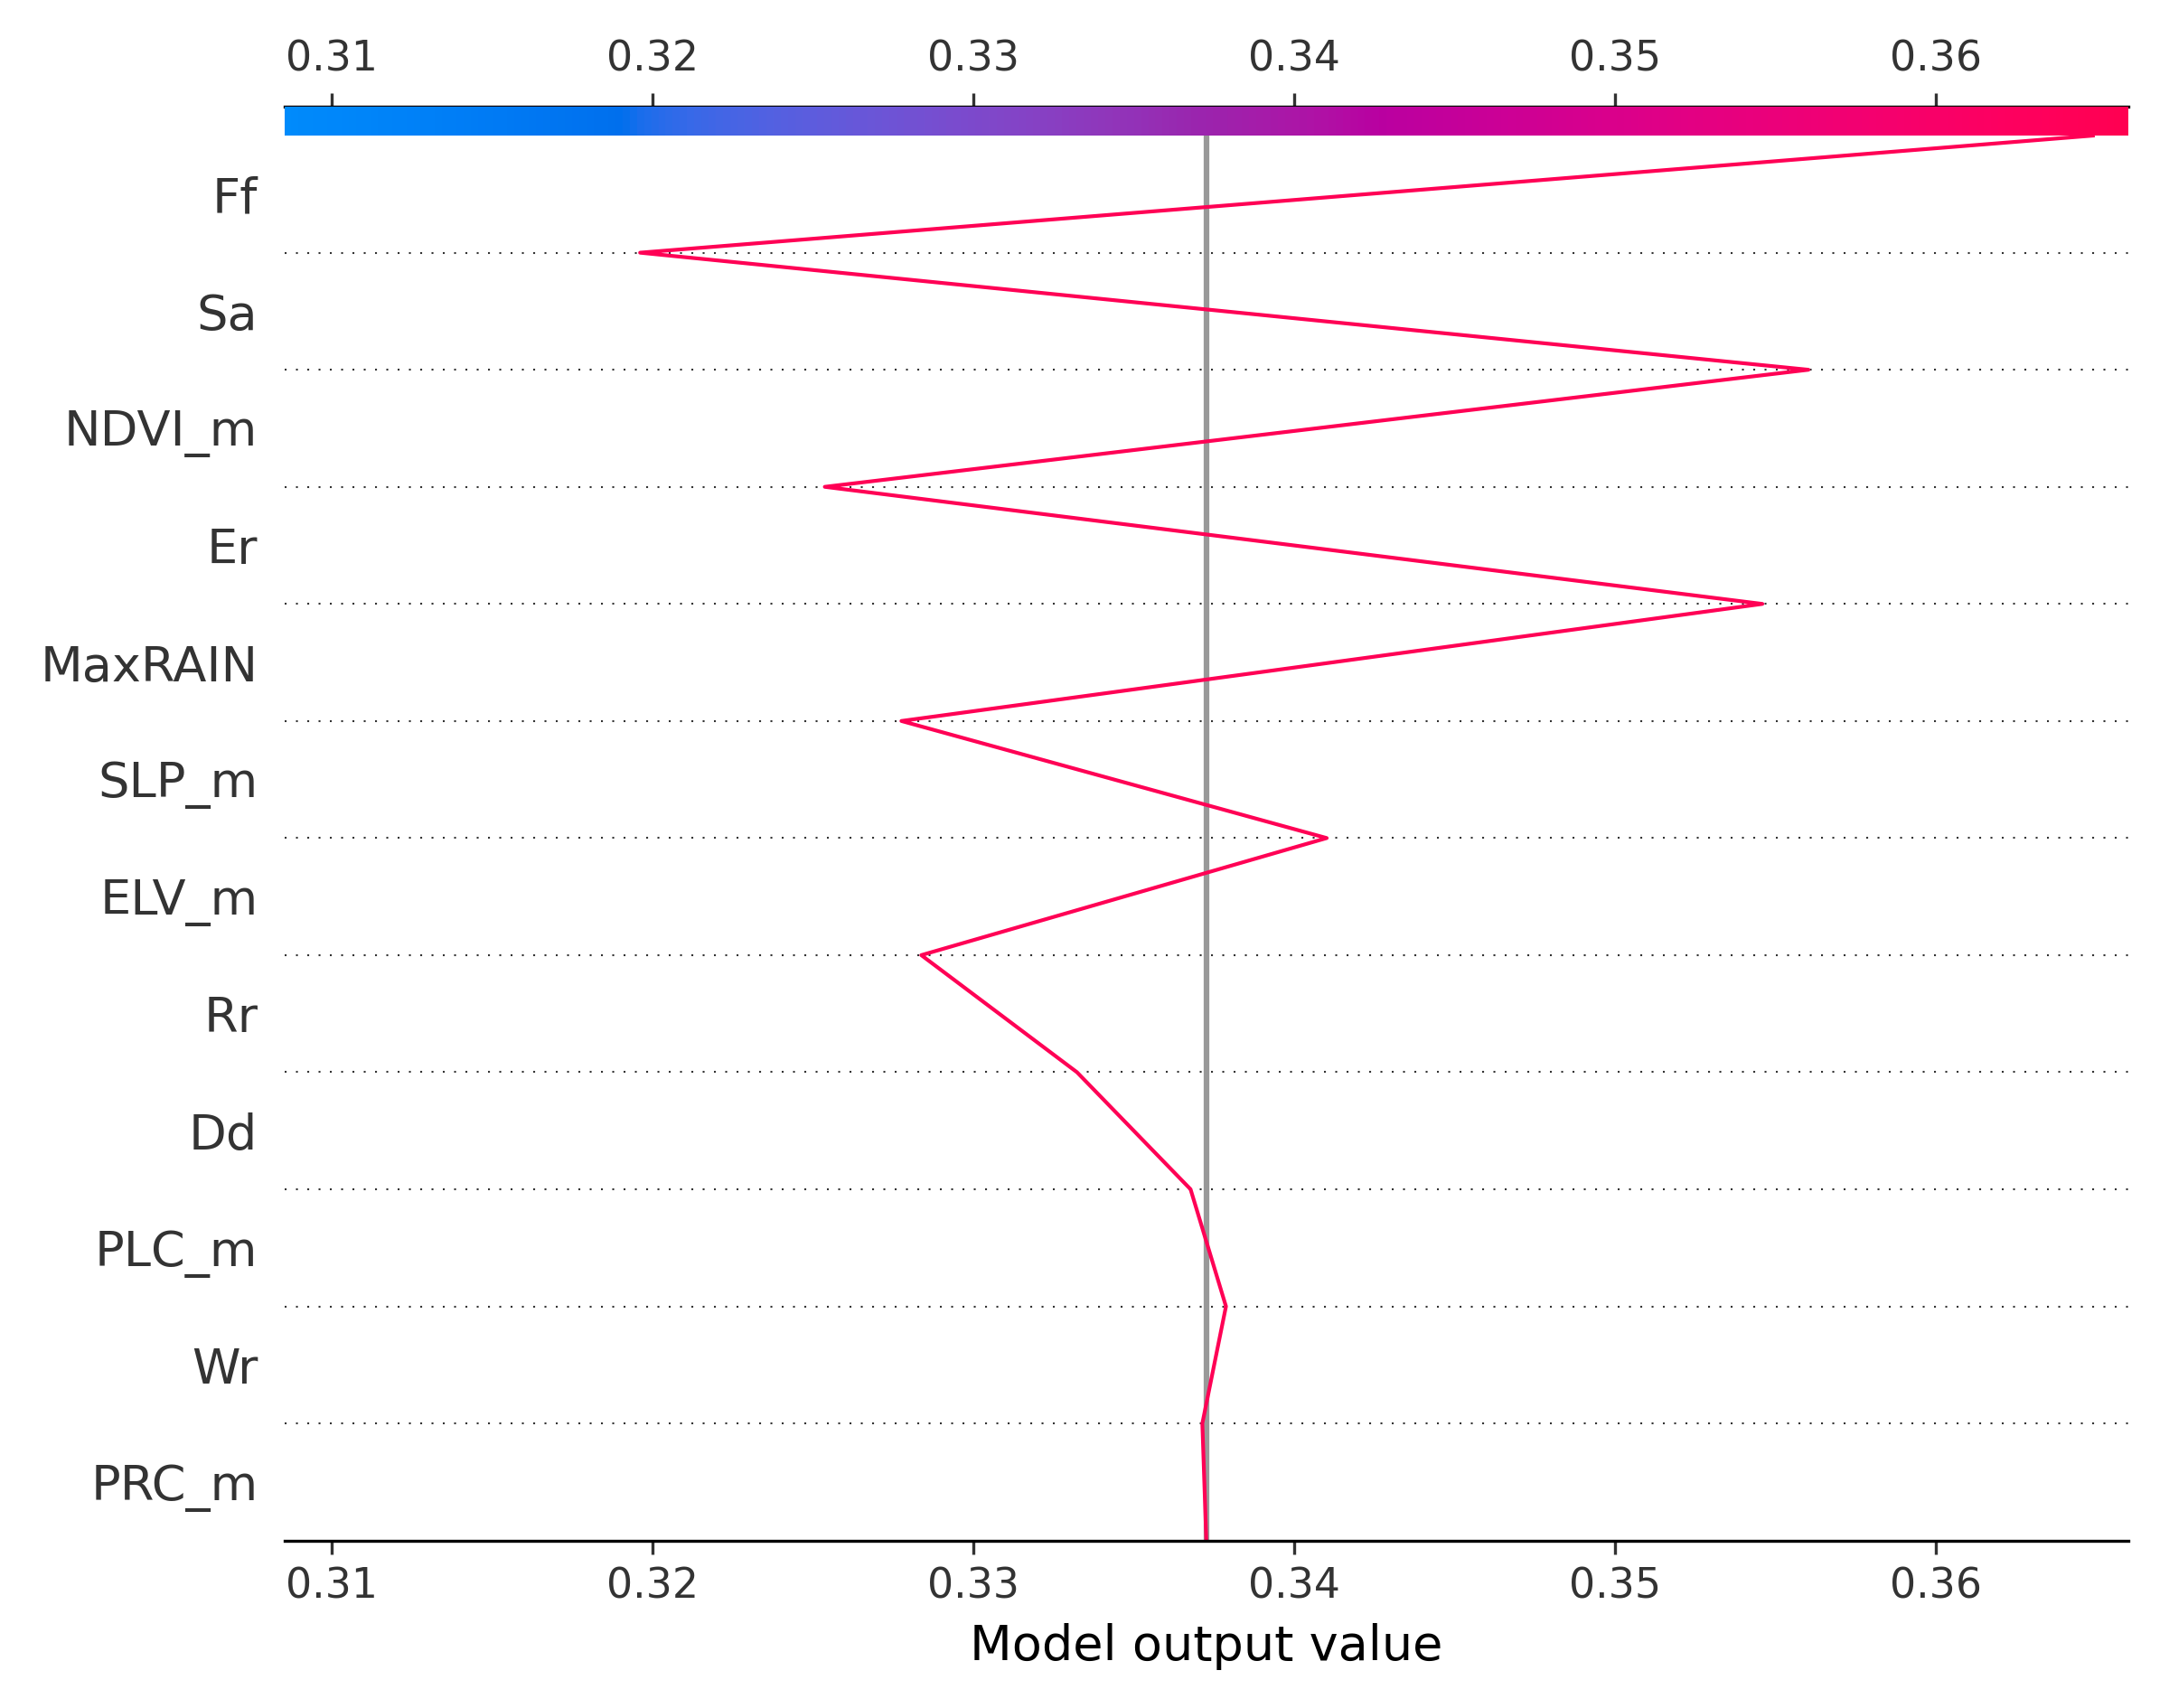 0.31 0.32 0.33 0.34 0.35 0.36
Ff
Sa
NDVI_m
Er
MaxRAIN
SLP_m
ELV_m
Rr
Dd
PLC_m
Wr
PRC_m
0.31 0.32 0.33 0.34 0.35 0.36
Model output value